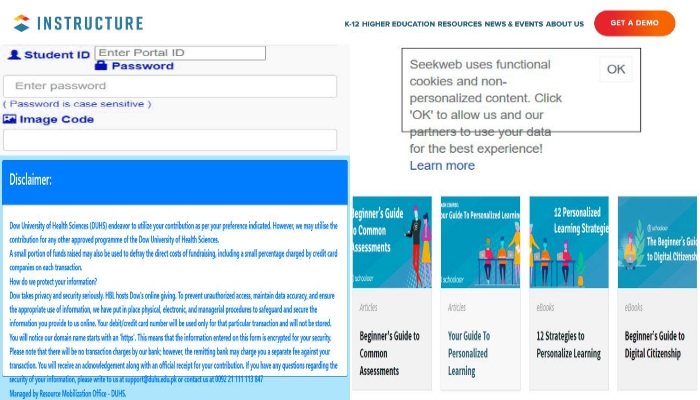 INSTRUCTURE
K-12 HIGHER EDUCATION RESOURCES NEWS & EVENTS ABOUT US
GET A DEMO
Student ID
Enter Portal ID
Password
Enter password
( Password is case sensitive )
Image Code
Seekweb uses functional
cookies and non-
personalized content. Click
'OK' to allow us and our
partners to use your data
for the best experience!
Learn more
OK
Disclaimer:
Dow University of Health Sciences (DUHS) endeavor to utilize your contribution as per your preference indicated. However, we may utilise the
contribution for any other approved programme of the Dow University of Health Sciences.
A small portion of funds raised may also be used to defray the direct costs of fundraising, including a small percentage charged by credit card
companies on each transaction.
How do we protect your information?
Dow takes privacy and security seriously. HBL hosts Dow's online giving. To prevent unauthorized access, maintain data accuracy, and ensure
the appropriate use of information, we have put in place physical, electronic, and managerial procedures to safeguard and secure the
information you provide to us online. Your debit/credit card number will be used only for that particular transaction and will not be stored.
You will notice our domain name starts with an 'https'. This means that the information entered on this form is encrypted for your security.
Please note that there will be no transaction charges by our bank; however, the remitting bank may charge you a separate fee against your
transaction. You will receive an acknowledgement along with an official receipt for your contribution. If you have any questions regarding the
security of your information, please write to us at support@duhs.edu.pk or contact us at 0092 21 111 113 847
Managed by Resource Mobilization Office - DUHS.
Beginner's Guide
to Common
Assessments
schoology
Articles
Beginner's Guide to
Common
Assessments
our Guide To Personalized Learning
schoology
Articles
Your Guide To
Personalized
Learning
12 Personalized
Learning Strategie
schoology
eBooks
12 Strategies to
Personalize Learning
schoology
The Beginner's Guid
to Digital Citizensh
eBooks
Beginner's Guide to
Digital Citizenship